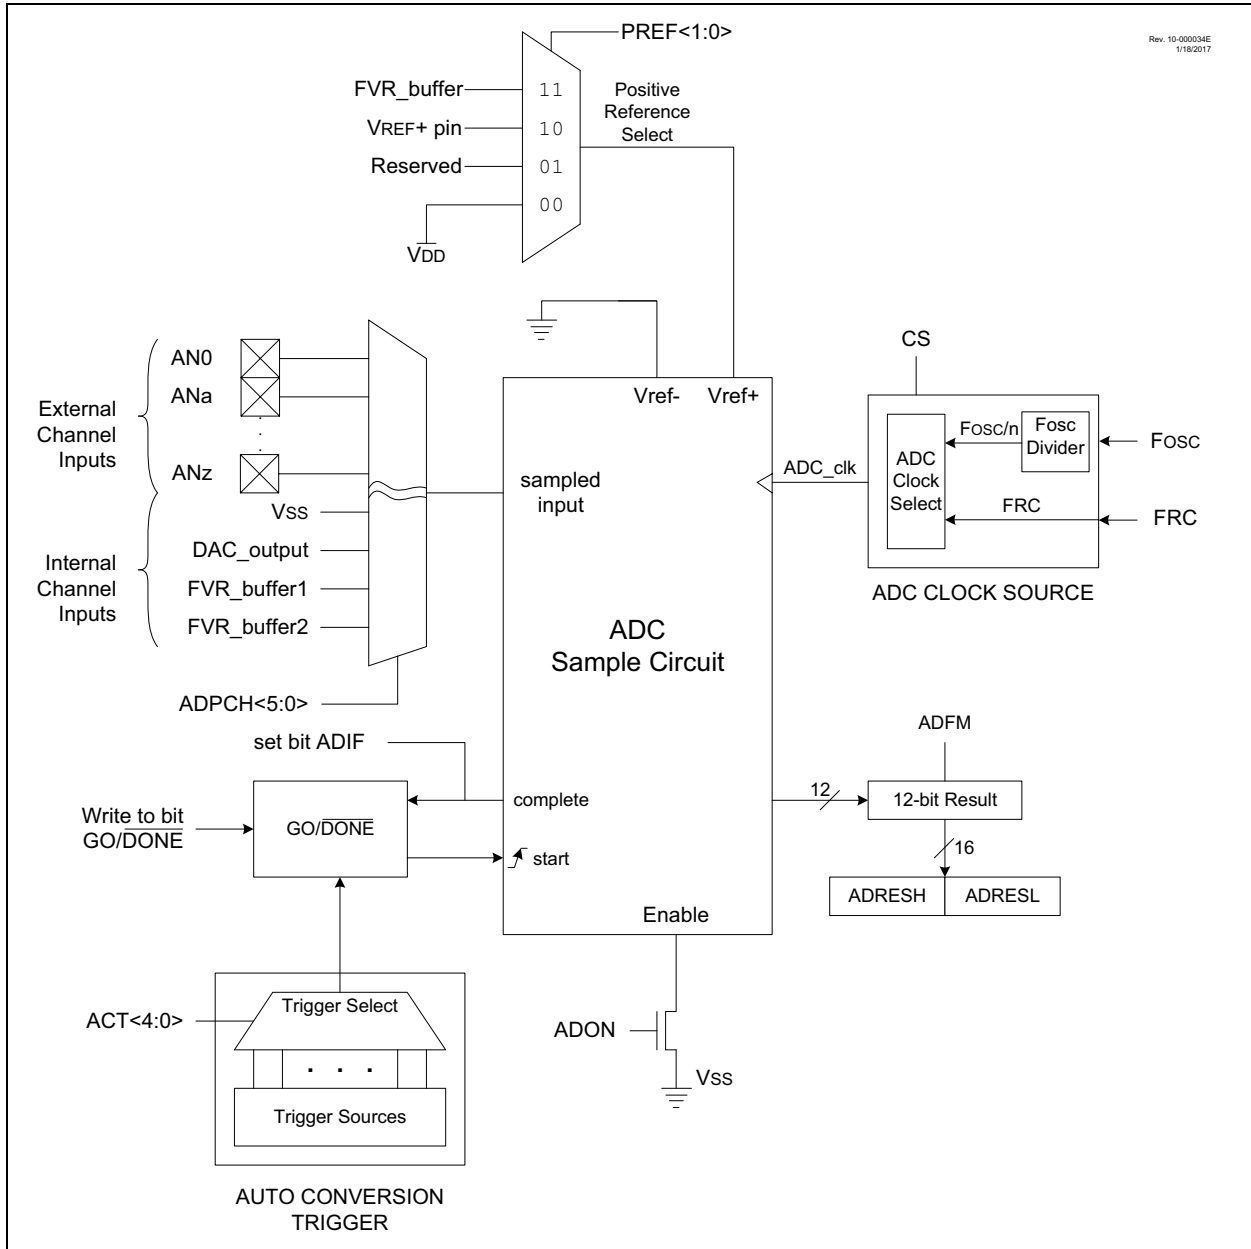 PREF<1:0>
Rev. 10-000034E
1/18/2017
FVR_buffer
11
Positive
Reference
Select
VREF+ pin
10
Reserved
01
00
VDD
External
Channel
Inputs
AN0
ANa
.
.
.
ANz
Internal
Channel
Inputs
VSS
DAC_output
FVR_buffer1
FVR_buffer2
ADPCH<5:0>
Vref-
Vref+
sampled
input
ADC
Sample Circuit
CS
ADC_clk
ADC
Clock
Select
FOSC/n
Fosc
Divider
FOSC
FRC
FRC
ADC CLOCK SOURCE
set bit ADIF
Write to bit
GO/DONE
GO/DONE
complete
start
Enable
ADFM
12
12-bit Result
16
ADRESH
ADRESL
ACT<4:0>
Trigger Select
. . .
Trigger Sources
AUTO CONVERSION
TRIGGER
ADON
VSS